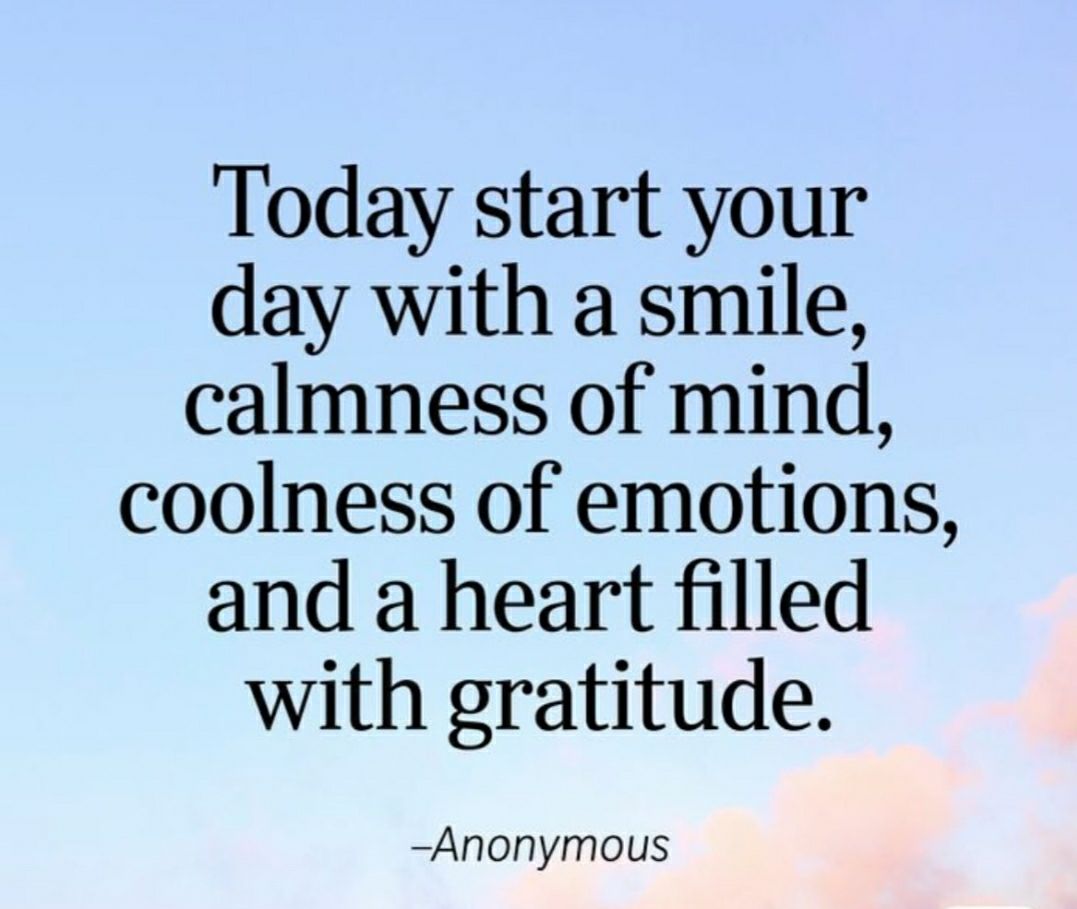 Today start your
day with a smile,
calmness of mind,
coolness of emotions,
and a heart filled
with gratitude.
–Anonymous